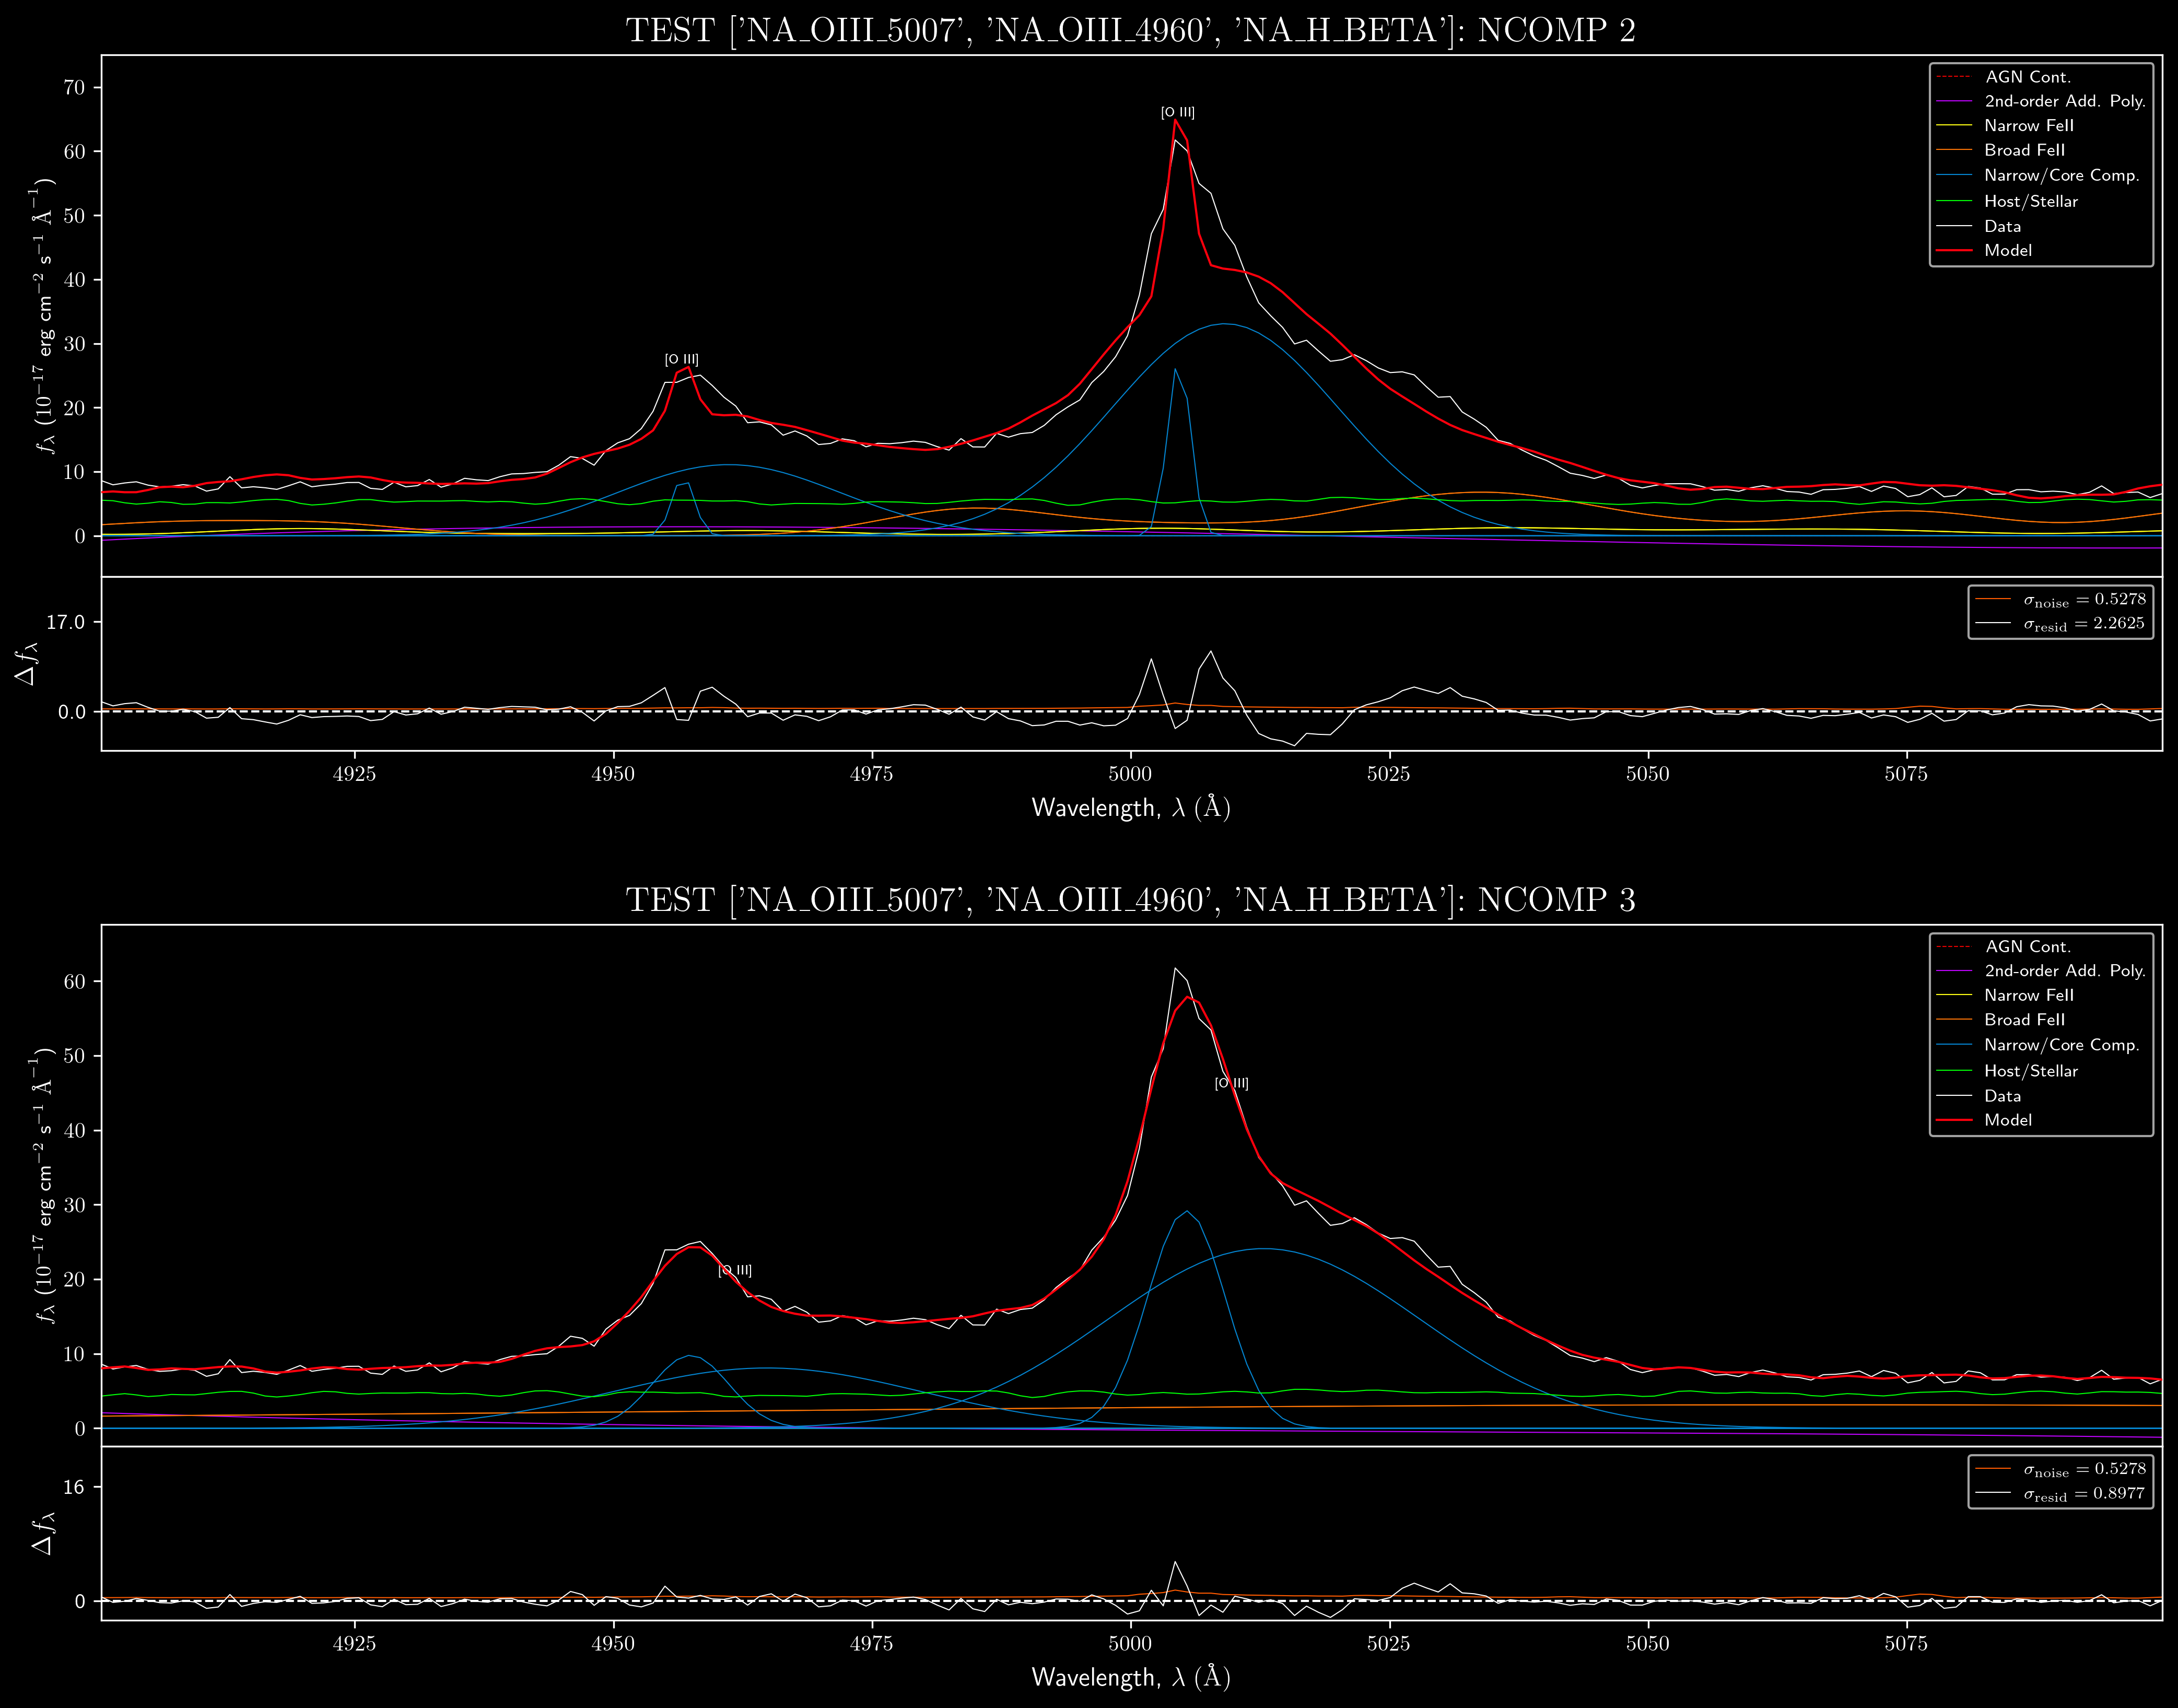 TEST ['NA_OIII_5007', 'NA_OIII_4960', 'NA_H_BETA']: NCOMP 2
fλ (10⁻¹⁷ erg cm⁻² s⁻¹ Å⁻¹)
70
60
50
40
30
20
10
0
[O III]
[O III]
AGN Cont.
2nd-order Add. Poly.
Narrow FeII
Broad FeII
Narrow/Core Comp.
Host/Stellar
Data
Model
Δfλ
17.0
0.0
σnoise = 0.5278
σresid = 2.2625
4925 4950 4975 5000 5025 5050 5075
Wavelength, λ (Å)
TEST ['NA_OIII_5007', 'NA_OIII_4960', 'NA_H_BETA']: NCOMP 3
fλ (10⁻¹⁷ erg cm⁻² s⁻¹ Å⁻¹)
60
50
40
30
20
10
0
[O III]
[O III]
AGN Cont.
2nd-order Add. Poly.
Narrow FeII
Broad FeII
Narrow/Core Comp.
Host/Stellar
Data
Model
Δfλ
16
0
σnoise = 0.5278
σresid = 0.8977
4925 4950 4975 5000 5025 5050 5075
Wavelength, λ (Å)